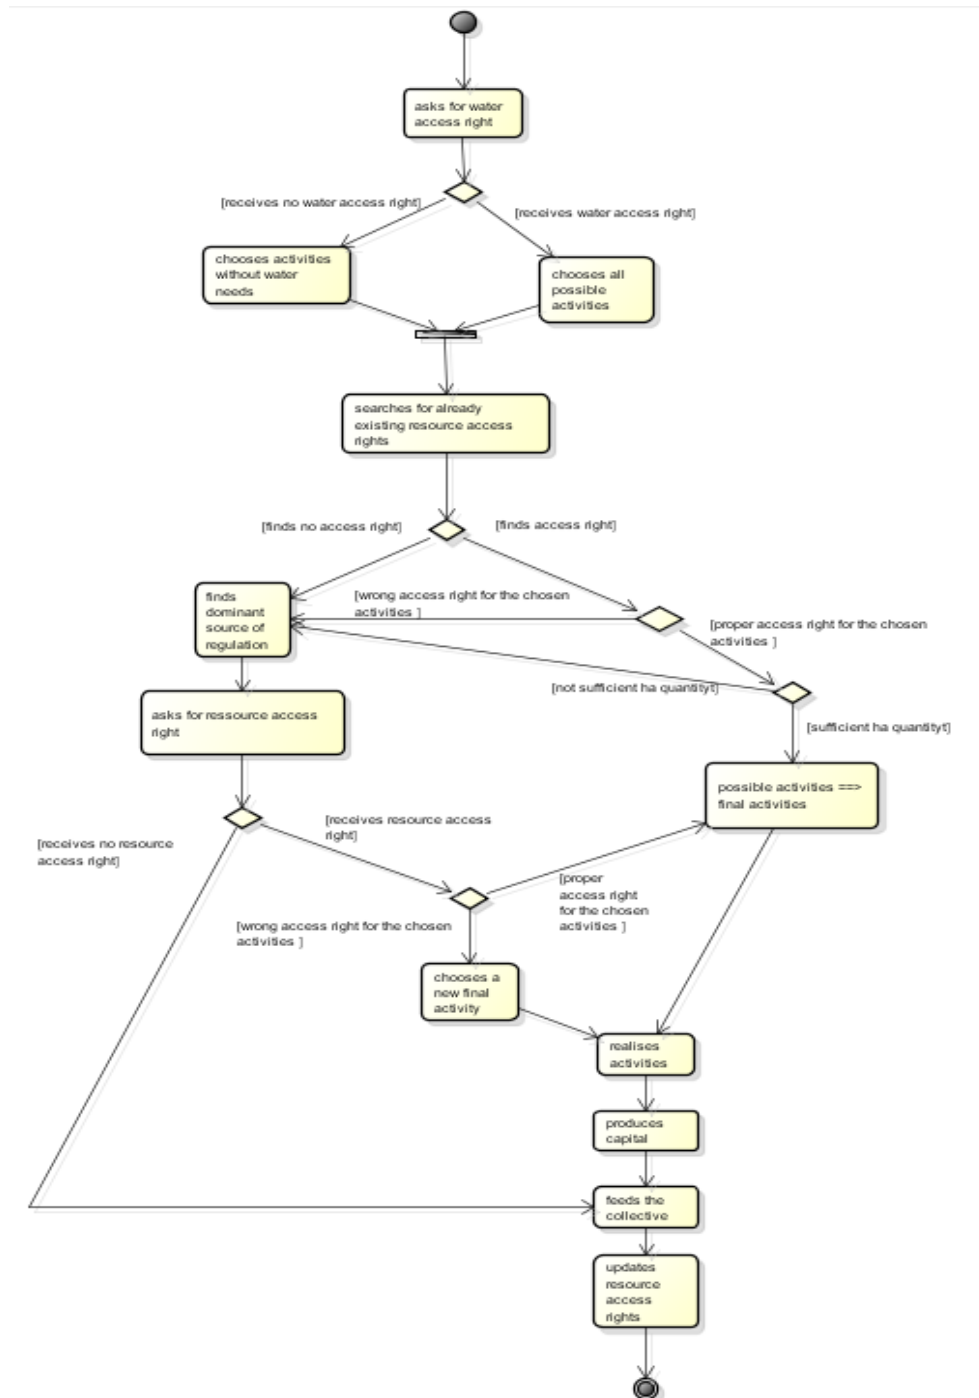 asks for water
access right
[receives no water access right]
[receives water access right]
chooses activities
without water
needs
chooses all
possible
activities
searches for already
existing resource access
rights
[finds no access right]
[finds access right]
finds
dominant
source of
regulation
[wrong access right for the chosen
activities ]
[proper access right for the chosen
activities ]
[not sufficient ha quantityt]
[sufficient ha quantityt]
asks for ressource access
right
possible activities ==>
final activities
[receives no resource
access right]
[receives resource access
right]
[wrong access right for the chosen
activities ]
[proper
access right
for the chosen
activities ]
chooses a
new final
activity
realises
activities
produces
capital
feeds the
collective
updates
resource
access
rights